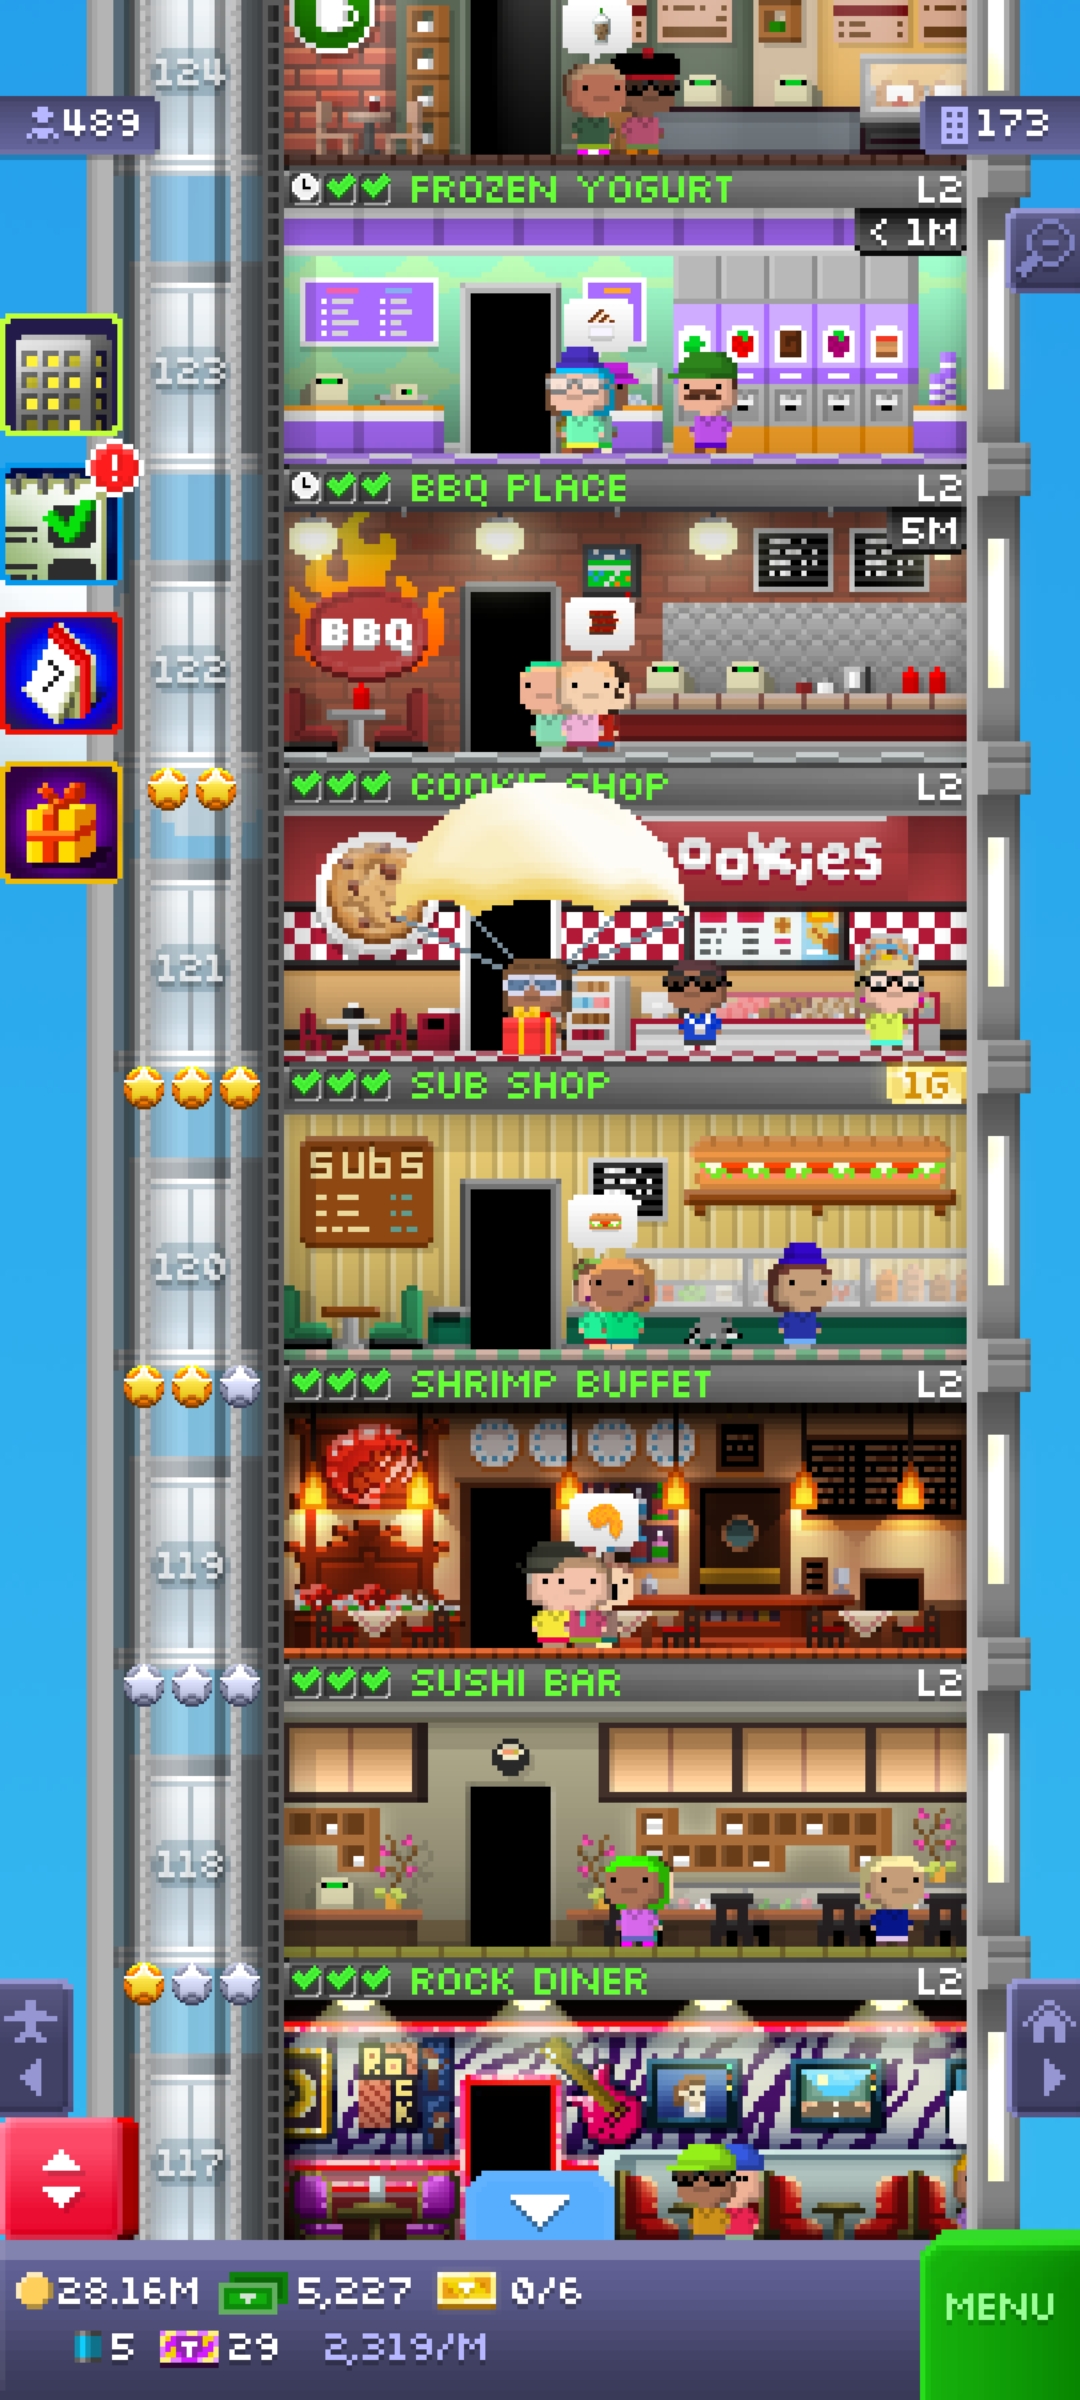 124
489
173
FROZEN YOGURT L2
< 1M
123
BBQ PLACE L2
5M
BBQ
122
COOKIE SHOP L2
ookies
121
SUB SHOP 1G
SUBS
120
SHRIMP BUFFET L2
119
SUSHI BAR L2
118
ROCK DINER L2
ROCK
117
28.16M 5,227 0/6
MENU
5 T 29 2,319/M